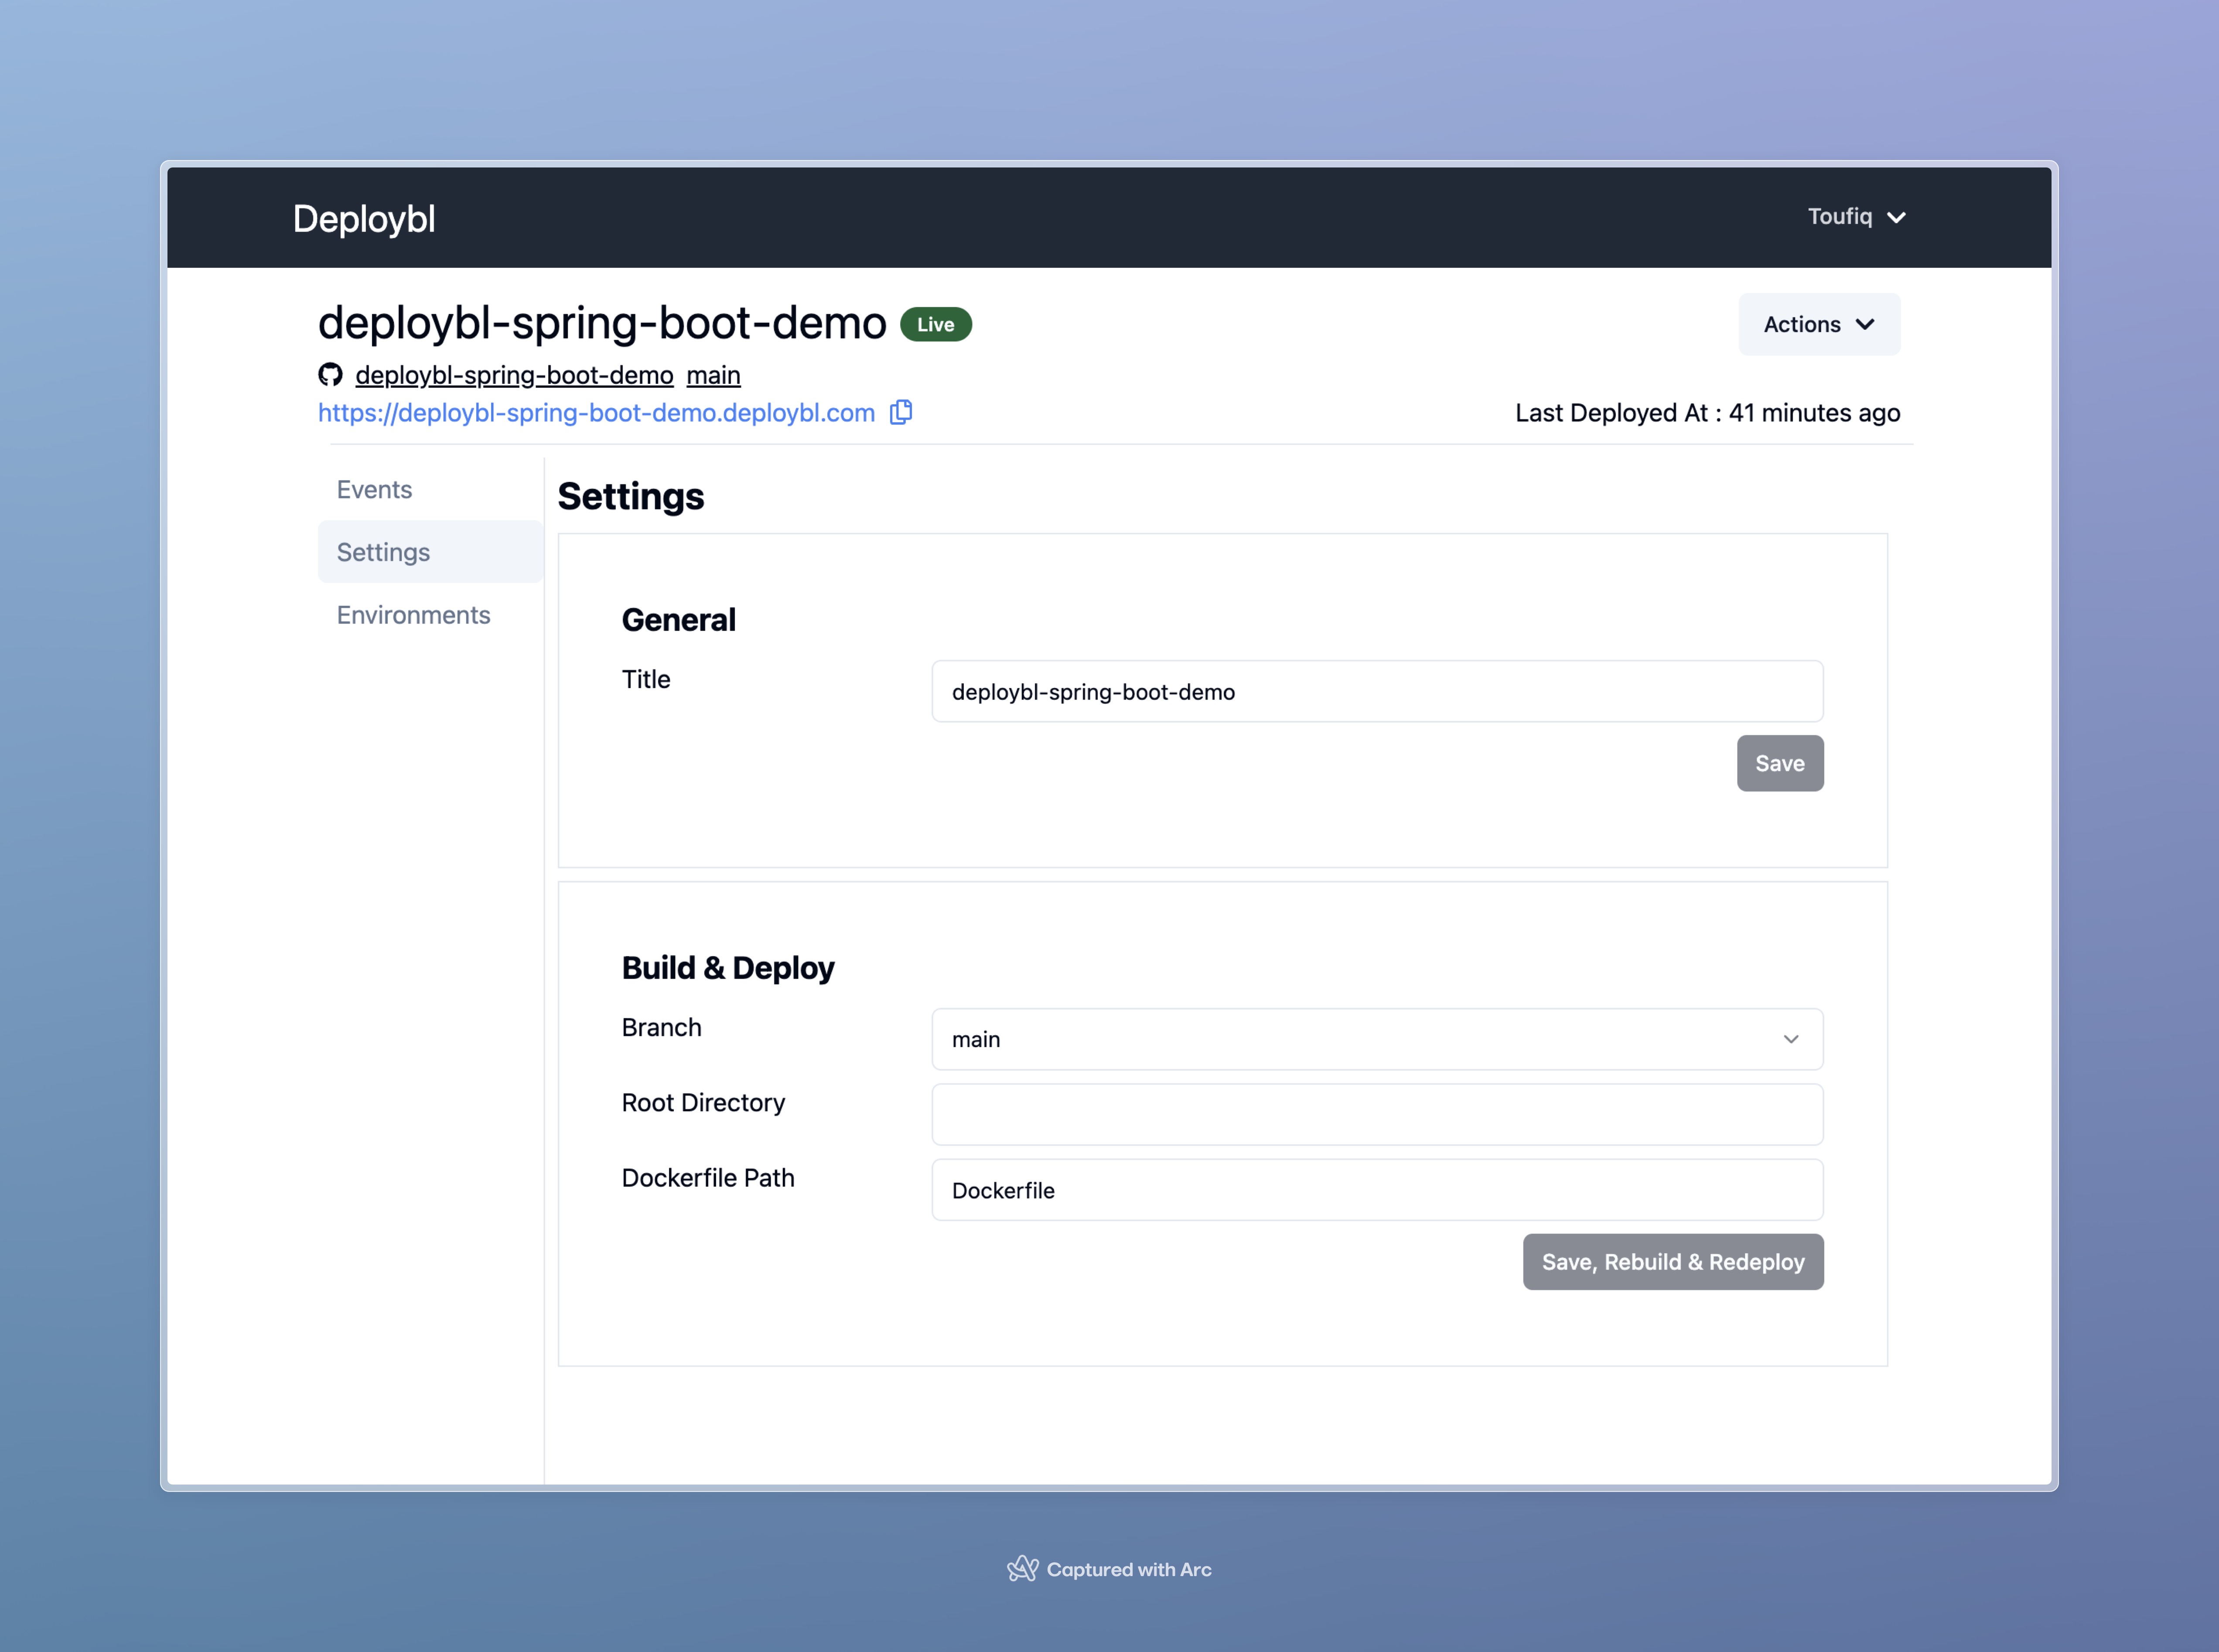 Deploybl
Toufiq
deploybl-spring-boot-demo Live
Actions
deploybl-spring-boot-demo main
https://deploybl-spring-boot-demo.deploybl.com
Last Deployed At : 41 minutes ago
Events
Settings
Environments
Settings
General
Title
deploybl-spring-boot-demo
Save
Build & Deploy
Branch
main
Root Directory
Dockerfile Path
Dockerfile
Save, Rebuild & Redeploy
Captured with Arc